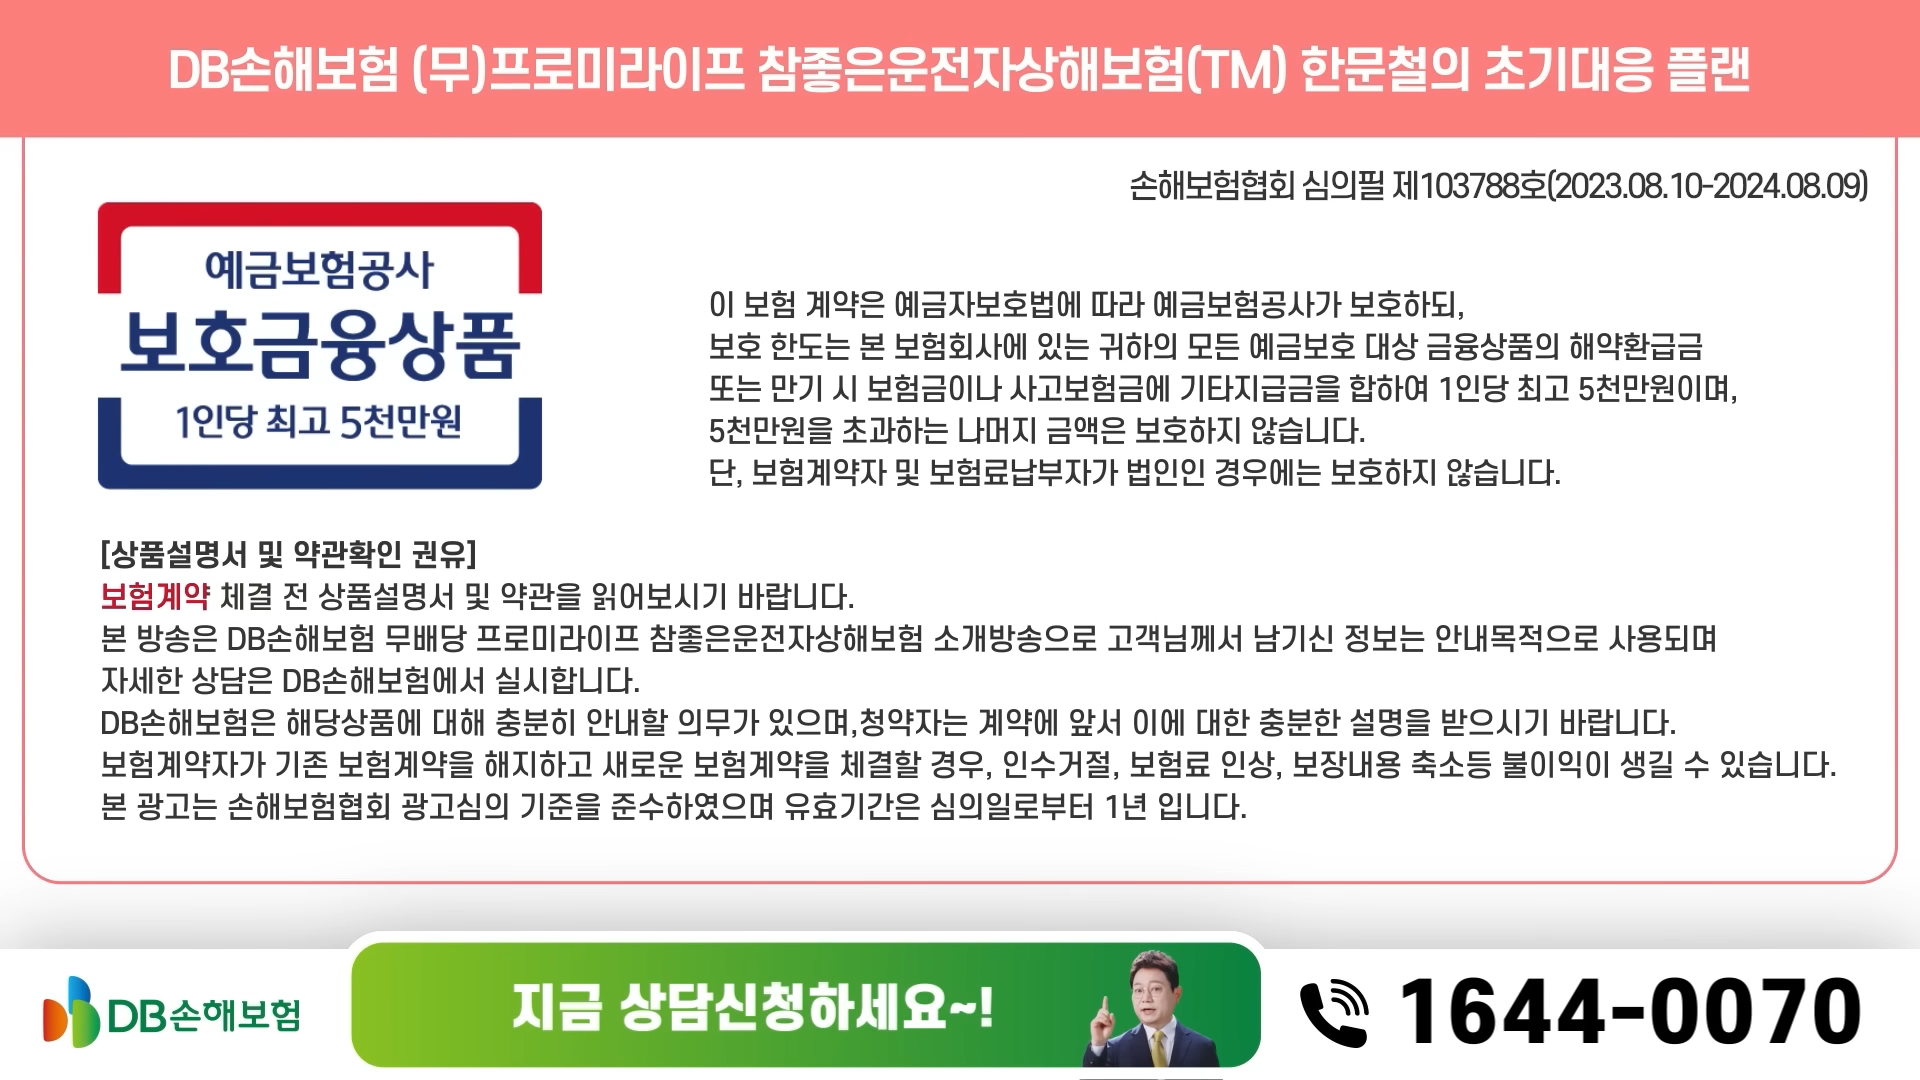 DB손해보험 (무)프로미라이프 참좋은운전자상해보험(TM) 한문철의 초기대응 플랜
손해보험협회 심의필 제103788호(2023.08.10-2024.08.09)
예금보험공사
보호금융상품
1인당 최고 5천만원
이 보험 계약은 예금자보호법에 따라 예금보험공사가 보호하되,
보호 한도는 본 보험회사에 있는 귀하의 모든 예금보호 대상 금융상품의 해약환급금
또는 만기 시 보험금이나 사고보험금에 기타지급금을 합하여 1인당 최고 5천만원이며,
5천만원을 초과하는 나머지 금액은 보호하지 않습니다.
단, 보험계약자 및 보험료납부자가 법인인 경우에는 보호하지 않습니다.
[상품설명서 및 약관확인 권유]
보험계약 체결 전 상품설명서 및 약관을 읽어보시기 바랍니다.
본 방송은 DB손해보험 무배당 프로미라이프 참좋은운전자상해보험 소개방송으로 고객님께서 남기신 정보는 안내목적으로 사용되며
자세한 상담은 DB손해보험에서 실시합니다.
DB손해보험은 해당상품에 대해 충분히 안내할 의무가 있으며,청약자는 계약에 앞서 이에 대한 충분한 설명을 받으시기 바랍니다.
보험계약자가 기존 보험계약을 해지하고 새로운 보험계약을 체결할 경우, 인수거절, 보험료 인상, 보장내용 축소등 불이익이 생길 수 있습니다.
본 광고는 손해보험협회 광고심의 기준을 준수하였으며 유효기간은 심의일로부터 1년 입니다.
DB손해보험
지금 상담신청하세요~!
1644-0070